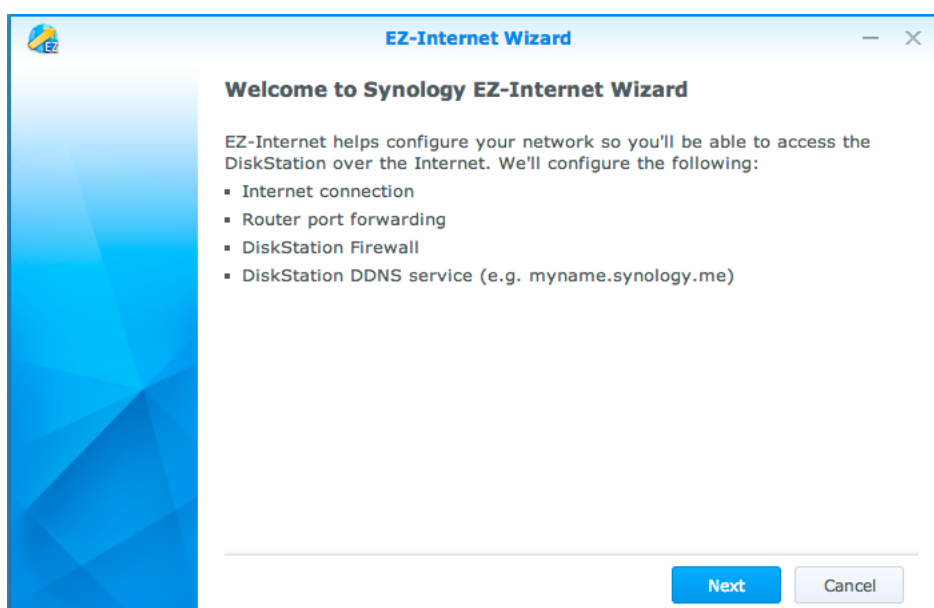 EZ
EZ-Internet Wizard
Welcome to Synology EZ-Internet Wizard
EZ-Internet helps configure your network so you'll be able to access the
DiskStation over the Internet. We'll configure the following:
▪ Internet connection
▪ Router port forwarding
▪ DiskStation Firewall
▪ DiskStation DDNS service (e.g. myname.synology.me)
Next Cancel